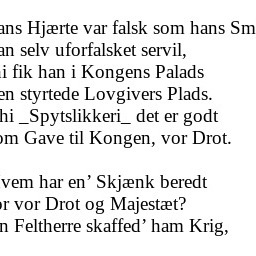 ans Hjærte var falsk som hans Sm
an selv uforfalsket servil,
i fik han i Kongens Palads
en styrtede Lovgivers Plads.
hi _Spytslikkeri_ det er godt
om Gave til Kongen, vor Drot.

vem har en’ Skjænk beredt
or vor Drot og Majestæt?
n Feltherre skaffed’ ham Krig,